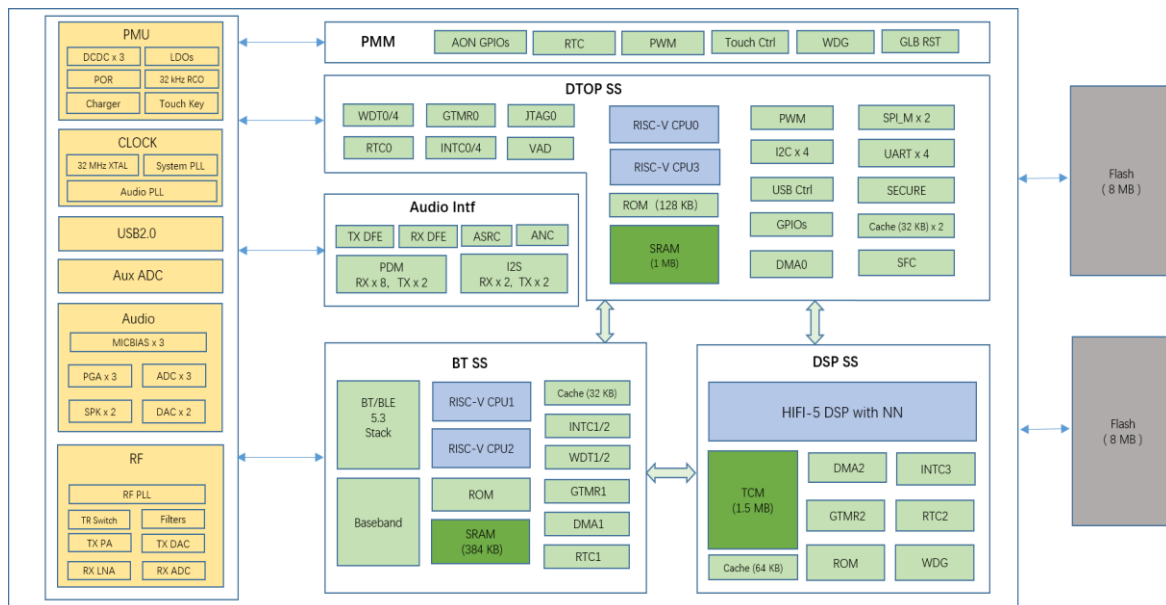 PMU
DCDC x 3
LDOs
POR
32 kHz RCO
Charger
Touch Key
CLOCK
32 MHz XTAL
System PLL
Audio PLL
USB2.0
Aux ADC
Audio
MICBIAS x 3
PGA x 3
ADC x 3
SPK x 2
DAC x 2
RF
RF PLL
TR Switch
Filters
TX PA
TX DAC
RX LNA
RX ADC
PMM
AON GPIOs
RTC
PWM
Touch Ctrl
WDG
GLB RST
DTOP SS
WDT0/4
GTMR0
JTAG0
RTC0
INTC0/4
VAD
RISC-V CPU0
RISC-V CPU3
ROM （128 KB)
SRAM
(1 MB)
PWM
SPI_M x 2
I2C x 4
UART x 4
USB Ctrl
SECURE
GPIOs
Cache (32 KB) x 2
DMA0
SFC
Audio Intf
TX DFE
RX DFE
ASRC
ANC
PDM
RX x 8，TX x 2
I2S
RX x 2，TX x 2
BT SS
BT/BLE
5.3
Stack
Baseband
RISC-V CPU1
RISC-V CPU2
ROM
SRAM
(384 KB)
Cache (32 KB)
INTC1/2
WDT1/2
GTMR1
DMA1
RTC1
DSP SS
HIFI-5 DSP with NN
TCM
(1.5 MB)
Cache (64 KB)
DMA2
INTC3
GTMR2
RTC2
ROM
WDG
Flash
( 8 MB )
Flash
( 8 MB )